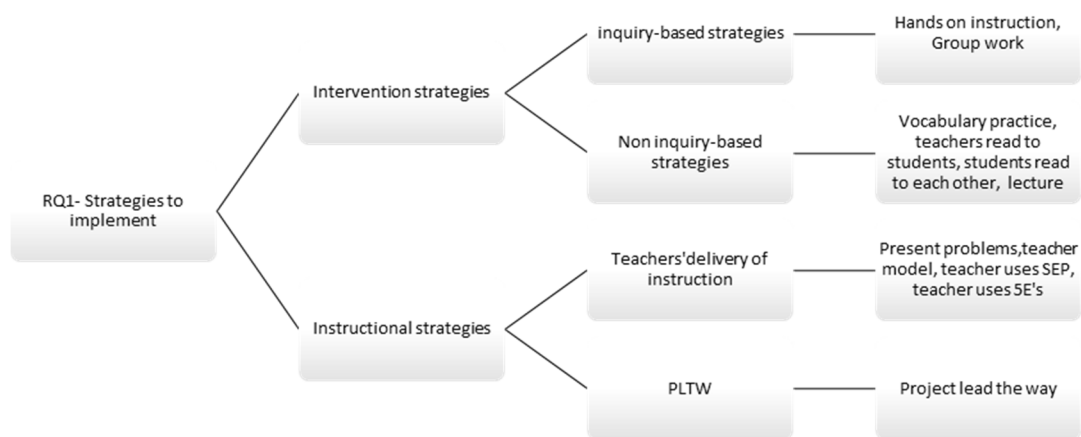 RQ1- Strategies to
implement
Intervention strategies
inquiry-based strategies
Hands on instruction,
Group work
Non inquiry-based
strategies
Vocabulary practice,
teachers read to
students, students read
to each other,  lecture
Instructional strategies
Teachers'delivery of
instruction
Present problems,teacher
model, teacher uses SEP,
teacher uses 5E's
PLTW
Project lead the way